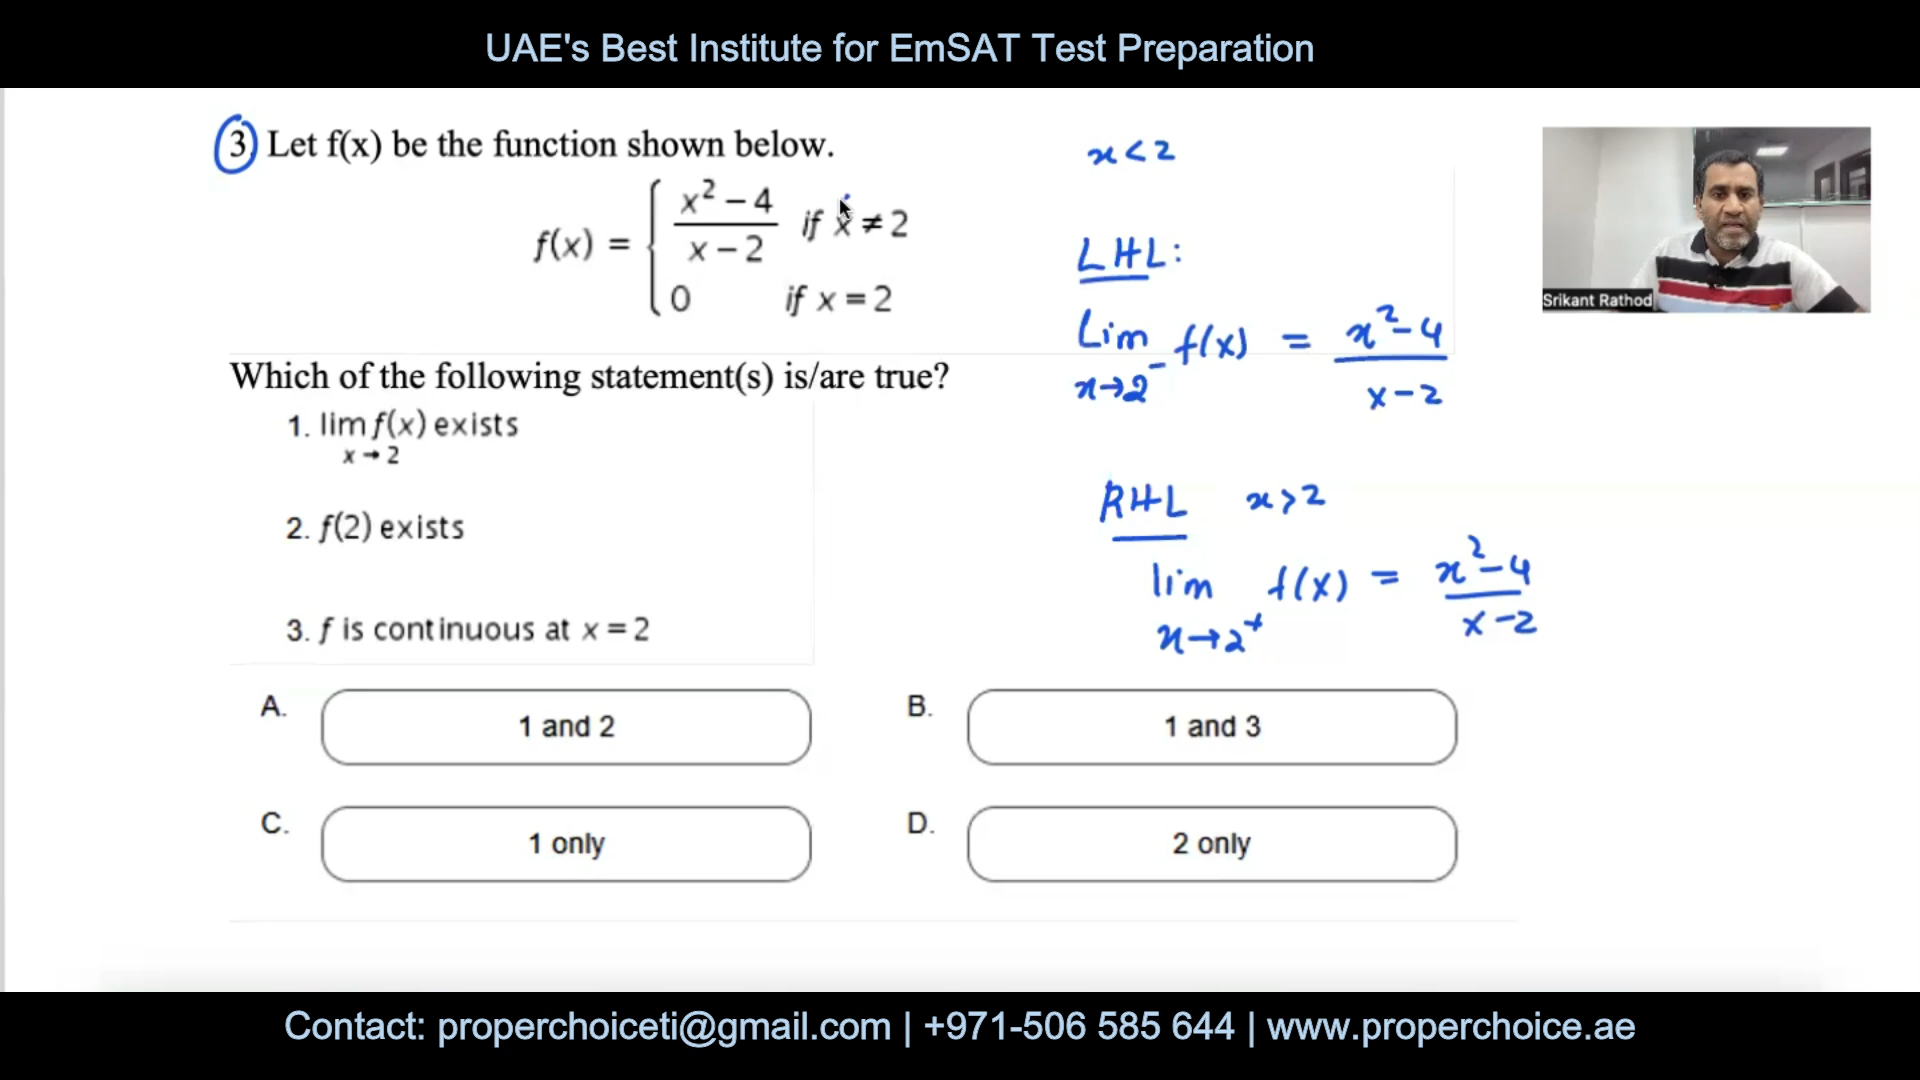 UAE's Best Institute for EmSAT Test Preparation
3. Let f(x) be the function shown below.
f(x) = { x² − 4 / x − 2 if x ≠ 2
0 if x = 2
Which of the following statement(s) is/are true?
1. lim f(x) exists
x → 2
2. f(2) exists
3. f is continuous at x = 2
A. 1 and 2
B. 1 and 3
C. 1 only
D. 2 only
x < 2
LHL:
Lim f(x) = x² − 4 / x − 2
x → 2⁻
RHL x > 2
lim f(x) = x² − 4 / x − 2
x → 2⁺
Srikant Rathod
Contact: properchoiceti@gmail.com | +971-506 585 644 | www.properchoice.ae